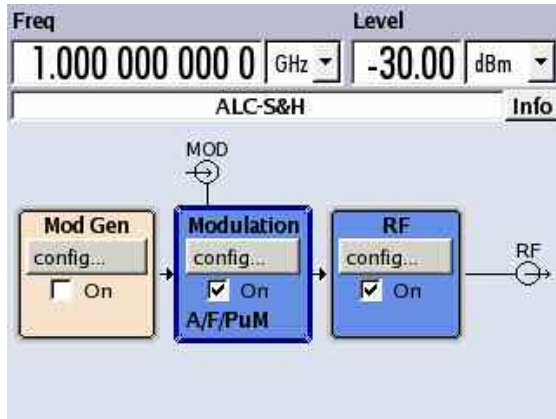 Freq Level
1.000 000 000 0 GHz -30.00 dBm
ALC-S&H Info
MOD
Mod Gen Modulation RF
config... config... config... RF
On On On
A/F/PuM